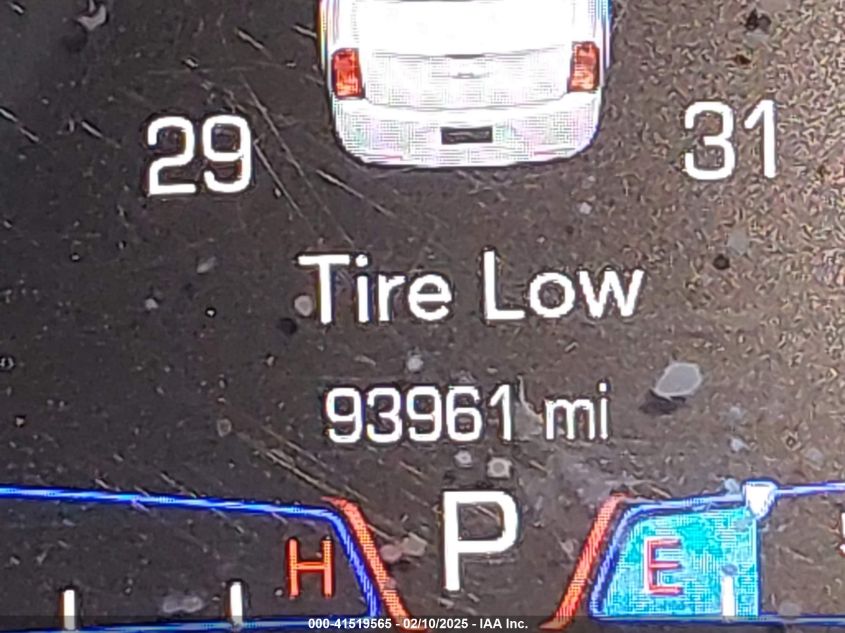 29 31
Tire Low
93961 mi
P
H E
000-41519565 - 02/10/2025 - IAA Inc.